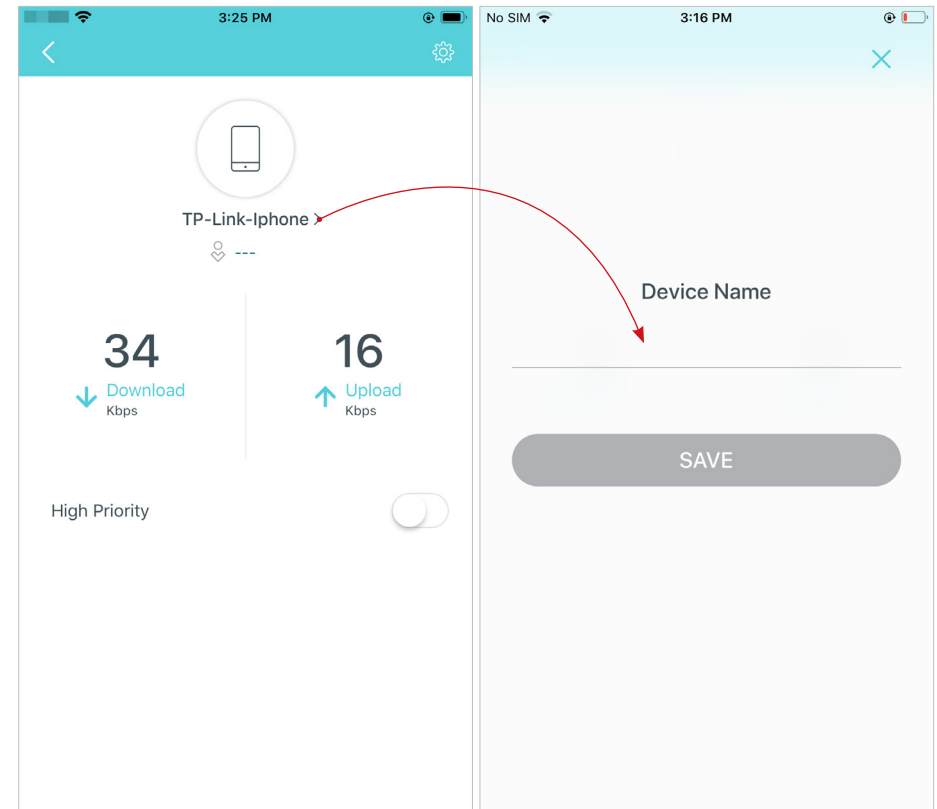 3:25 PM
TP-Link-Iphone >
---
34
Download
Kbps
16
Upload
Kbps
High Priority
No SIM
3:16 PM
Device Name
SAVE